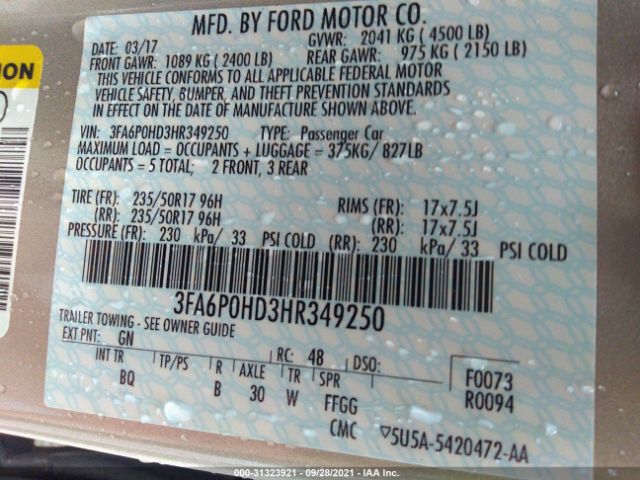 MFD. BY FORD MOTOR CO.
DATE: 03/17
GVWR: 2041 KG ( 4500 LB)
FRONT GAWR: 1089 KG ( 2400 LB)
REAR GAWR: 975 KG ( 2150 LB)
THIS VEHICLE CONFORMS TO ALL APPLICABLE FEDERAL MOTOR
VEHICLE SAFETY, BUMPER, AND THEFT PREVENTION STANDARDS
IN EFFECT ON THE DATE OF MANUFACTURE SHOWN ABOVE.
VIN: 3FA6P0HD3HR349250 TYPE: Passenger Car
MAXIMUM LOAD = OCCUPANTS + LUGGAGE = 375KG/ 827LB
OCCUPANTS = 5 TOTAL; 2 FRONT, 3 REAR
TIRE (FR): 235/50R17 96H RIMS (FR): 17x7.5J
(RR): 235/50R17 96H (RR): 17x7.5J
PRESSURE (FR): 230 kPa/ 33 PSI COLD (RR): 230 kPa/ 33 PSI COLD
3FA6P0HD3HR349250
TRAILER TOWING - SEE OWNER GUIDE
EXT PNT: GN RC: 48 DSO:
INT TR TP/PS R AXLE TR SPR F0073
BQ B 30 W FFGG R0094
CMC ▽5U5A-5420472-AA
000-31323921 - 09/28/2021 - IAA Inc.